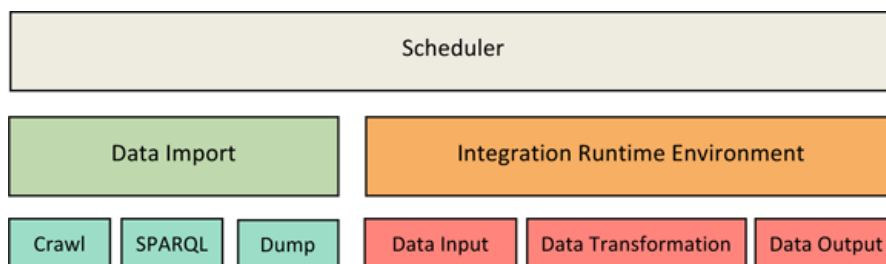 Scheduler
Data Import
Integration Runtime Environment
Crawl
SPARQL
Dump
Data Input
Data Transformation
Data Output